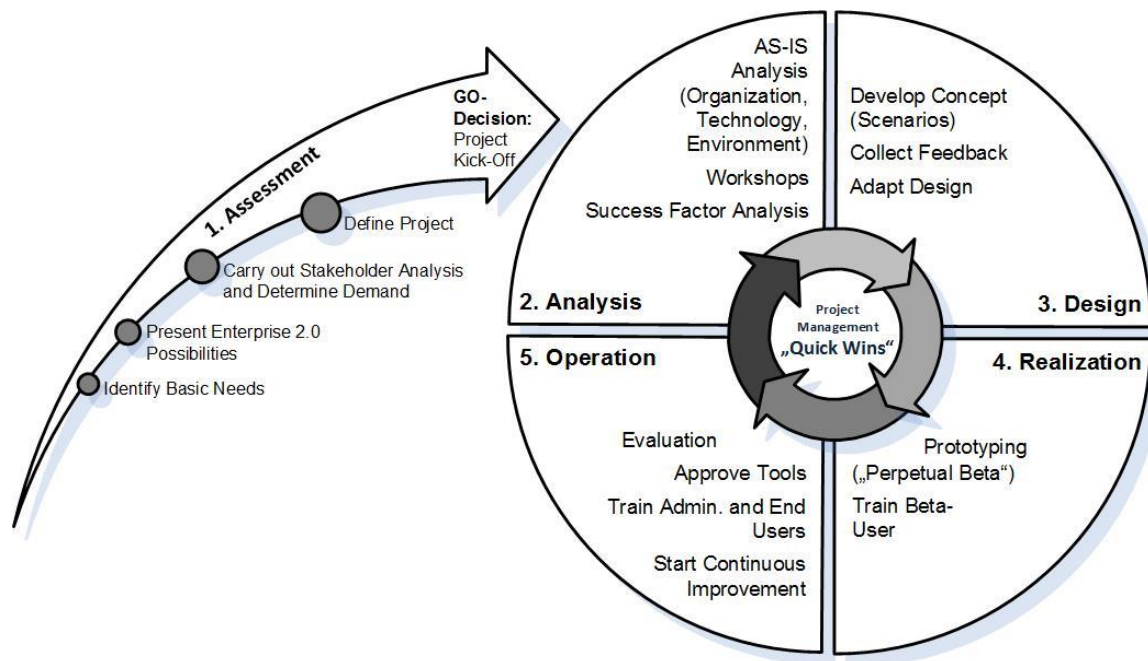 1. Assessment
GO-
Decision:
Project
Kick-Off
Define Project
Carry out Stakeholder Analysis
and Determine Demand
Present Enterprise 2.0
Possibilities
Identify Basic Needs
AS-IS
Analysis
(Organization,
Technology,
Environment)
Workshops
Success Factor Analysis
2. Analysis
Develop Concept
(Scenarios)
Collect Feedback
Adapt Design
3. Design
Project
Management
„Quick Wins“
4. Realization
Prototyping
(„Perpetual Beta“)
Train Beta-
User
5. Operation
Evaluation
Approve Tools
Train Admin. and End
Users
Start Continuous
Improvement